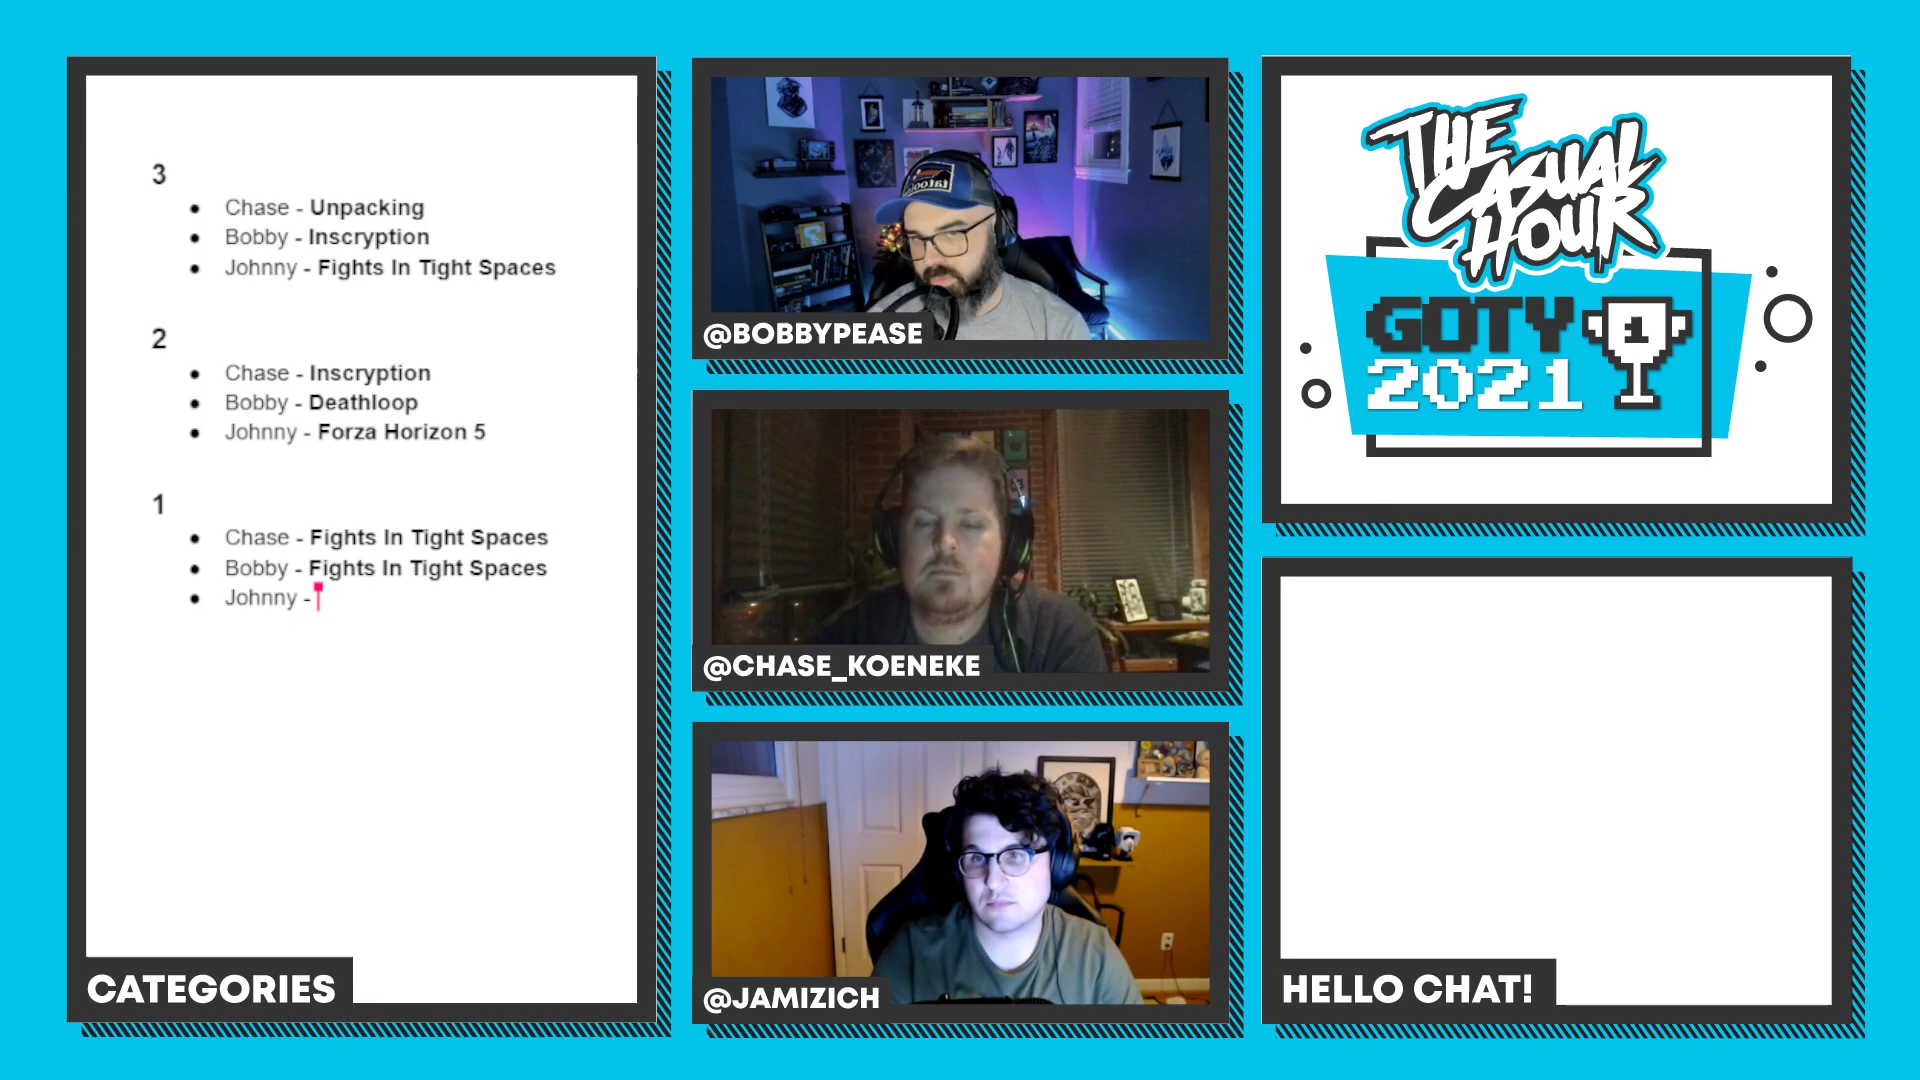 3
Chase - Unpacking
Bobby - Inscryption
Johnny - Fights In Tight Spaces
2
Chase - Inscryption
Bobby - Deathloop
Johnny - Forza Horizon 5
1
Chase - Fights In Tight Spaces
Bobby - Fights In Tight Spaces
Johnny -
CATEGORIES
@BOBBYPEASE
@CHASE_KOENEKE
@JAMIZICH
THE
CASUAL
HOUR
GOTY 1
2021
HELLO CHAT!